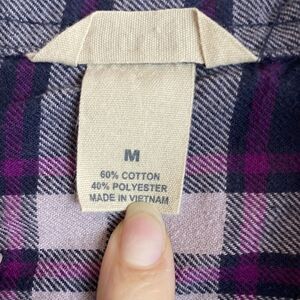 M
60% COTTON
40% POLYESTER
MADE IN VIETNAM